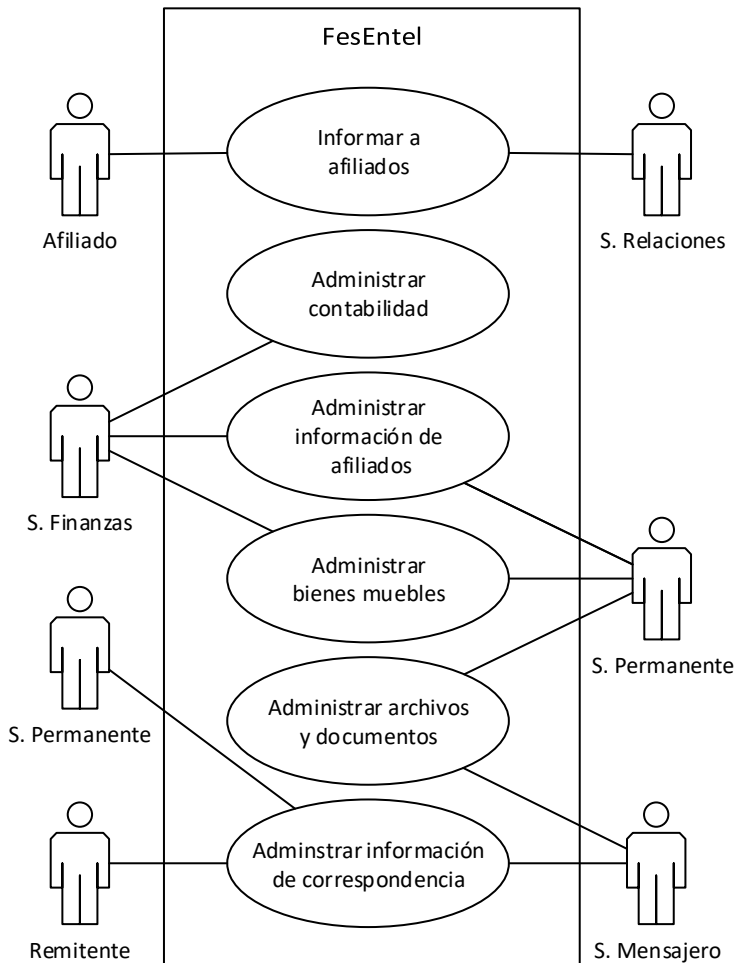 FesEntel
Informar a
afiliados
Afiliado
S. Relaciones
Administrar
contabilidad
Administrar
información de
afiliados
S. Finanzas
Administrar
bienes muebles
S. Permanente
Administrar archivos
y documentos
S. Permanente
Adminstrar información
de correspondencia
Remitente
S. Mensajero